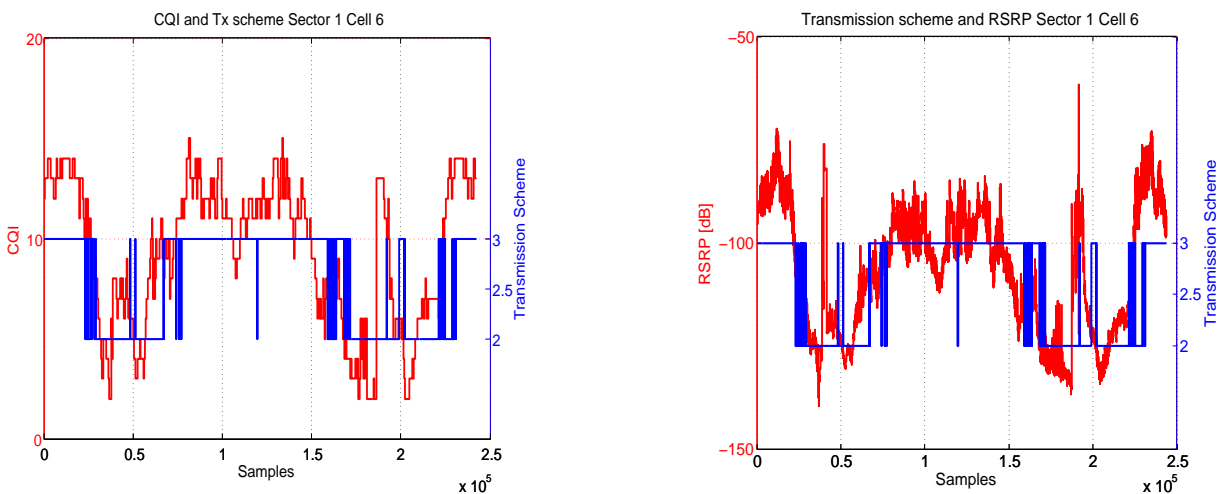 CQI and Tx scheme Sector 1 Cell 6
20
10
0
CQI
3
2.5
2
Transmission Scheme
0 0.5 1 1.5 2 2.5
Samples
x 10^5
Transmission scheme and RSRP Sector 1 Cell 6
−50
−100
−150
RSRP [dB]
3
2.5
2
Transmission Scheme
0 0.5 1 1.5 2 2.5
Samples
x 10^5